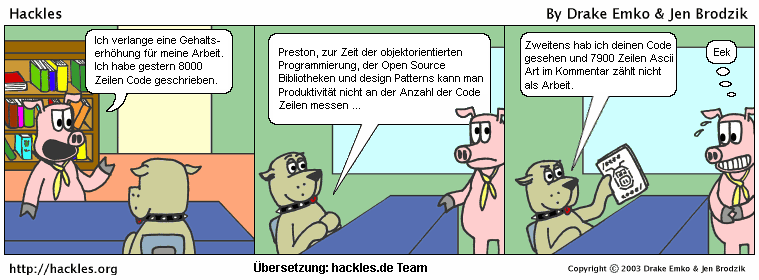 Hackles
By Drake Emko & Jen Brodzik
Ich verlange eine Gehalts-
erhöhung für meine Arbeit.
Ich habe gestern 8000
Zeilen Code geschrieben.
Preston, zur Zeit der objektorientierten
Programmierung, der Open Source
Bibliotheken und design Patterns kann man
Produktivität nicht an der Anzahl der Code
Zeilen messen ...
Zweitens hab ich deinen Code
gesehen und 7900 Zeilen Ascii
Art im Kommentar zählt nicht
als Arbeit.
Eek
http://hackles.org
Übersetzung: hackles.de Team
Copyright © 2003 Drake Emko & Jen Brodzik